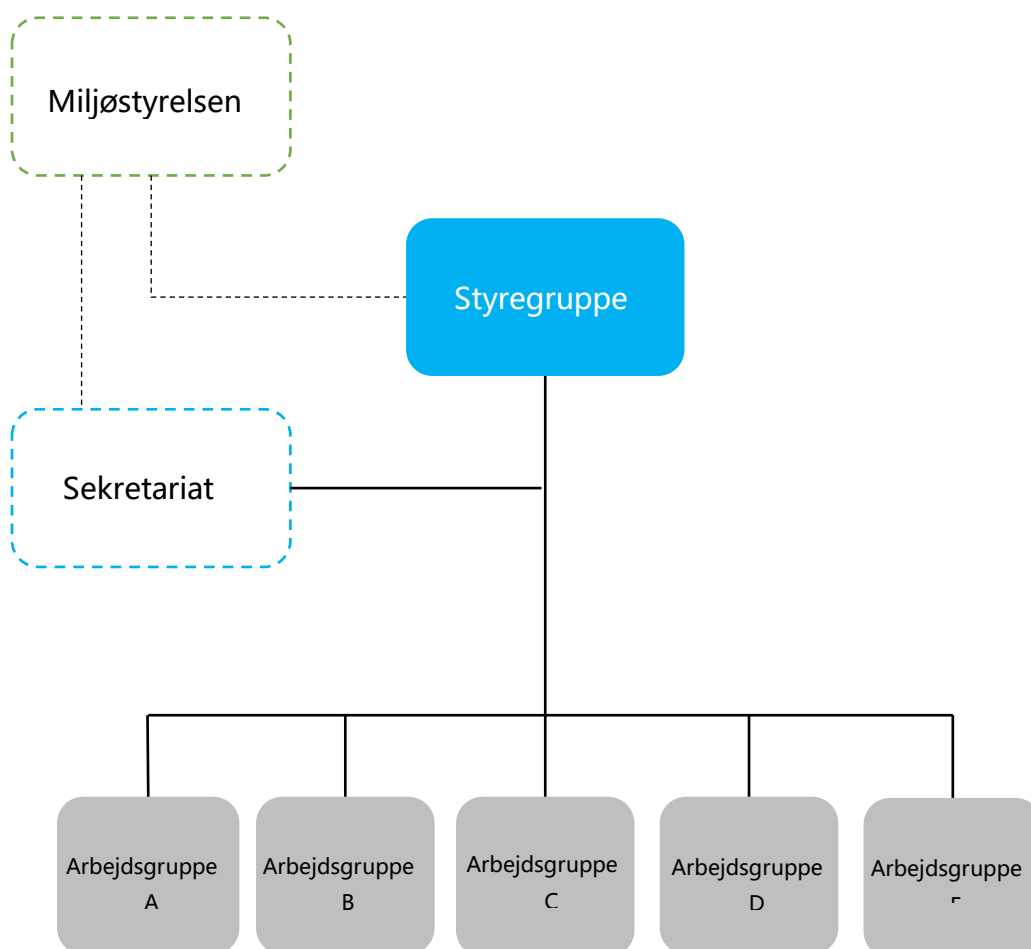 Miljøstyrelsen
Styregruppe
Sekretariat
Arbejdsgruppe
A
Arbejdsgruppe
B
Arbejdsgruppe
C
Arbejdsgruppe
D
Arbejdsgruppe